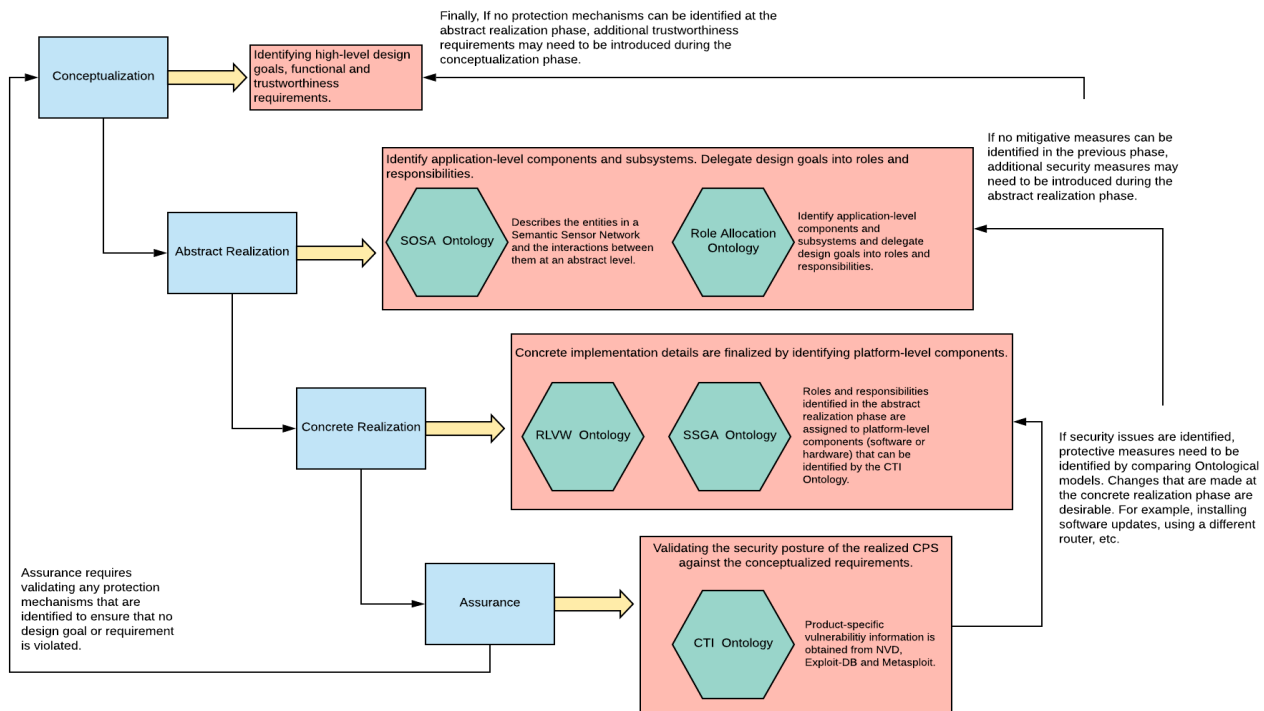 Finally, If no protection mechanisms can be identified at the
abstract realization phase, additional trustworthiness
requirements may need to be introduced during the
conceptualization phase.
Conceptualization
Identifying high-level design
goals, functional and
trustworthiness
requirements.
If no mitigative measures can be
identified in the previous phase,
additional security measures may
need to be introduced during the
abstract realization phase.
Identify application-level components and subsystems. Delegate design goals into roles and
responsibilities.
Abstract Realization
SOSA Ontology
Describes the entities in a
Semantic Sensor Network
and the interactions between
them at an abstract level.
Role Allocation
Ontology
Identify application-level
components and
subsystems and delegate
design goals into roles and
responsibilities.
Concrete implementation details are finalized by identifying platform-level components.
Concrete Realization
RLVW Ontology
SSGA Ontology
Roles and responsibilities
identified in the abstract
realization phase are
assigned to platform-level
components (software or
hardware) that can be
identified by the CTI
Ontology.
If security issues are identified,
protective measures need to be
identified by comparing Ontological
models. Changes that are made at
the concrete realization phase are
desirable. For example, installing
software updates, using a different
router, etc.
Assurance requires
validating any protection
mechanisms that are
identified to ensure that no
design goal or requirement
is violated.
Assurance
Validating the security posture of the realized CPS
against the conceptualized requirements.
CTI Ontology
Product-specific
vulnerabilitiy information is
obtained from NVD,
Exploit-DB and Metasploit.